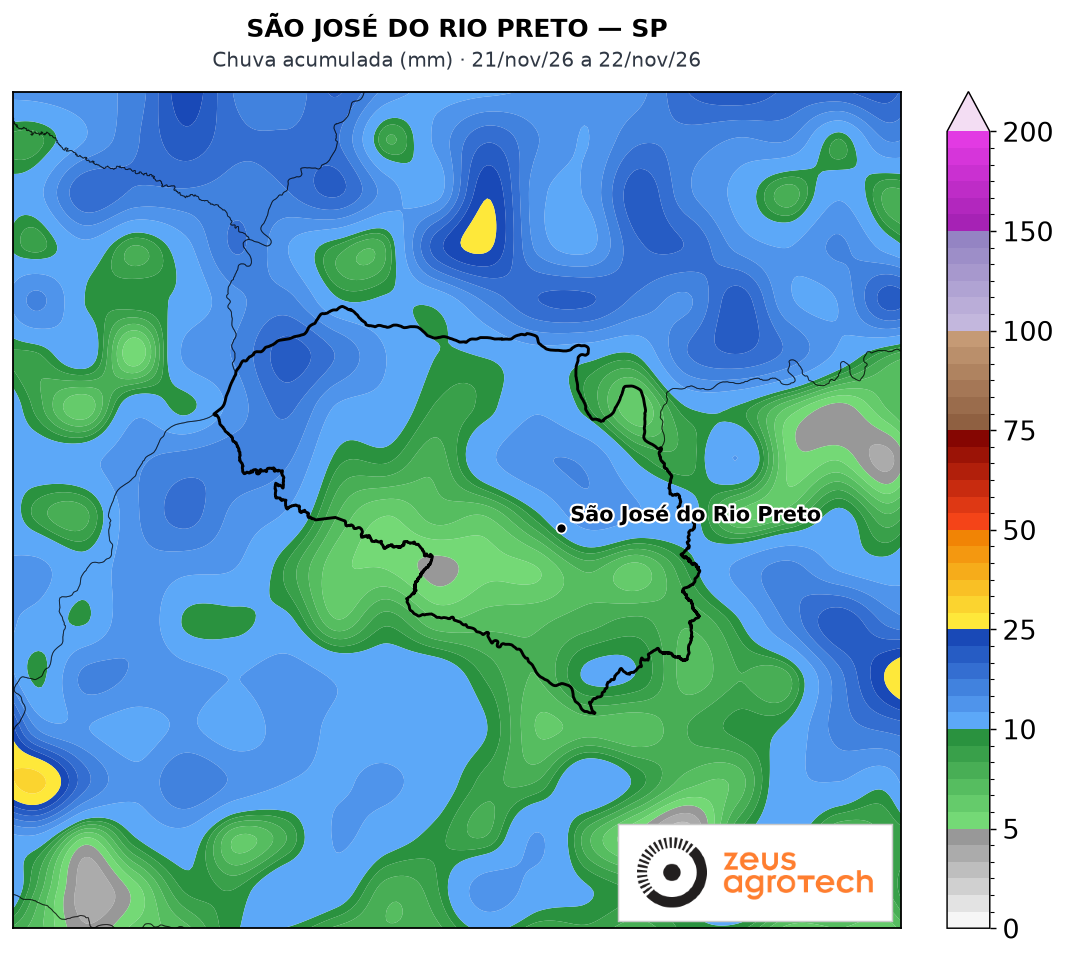 SÃO JOSÉ DO RIO PRETO — SP
Chuva acumulada (mm) · 21/nov/26 a 22/nov/26
200
150
100
75
50
25
10
5
0
São José do Rio Preto
zeus
agrotech